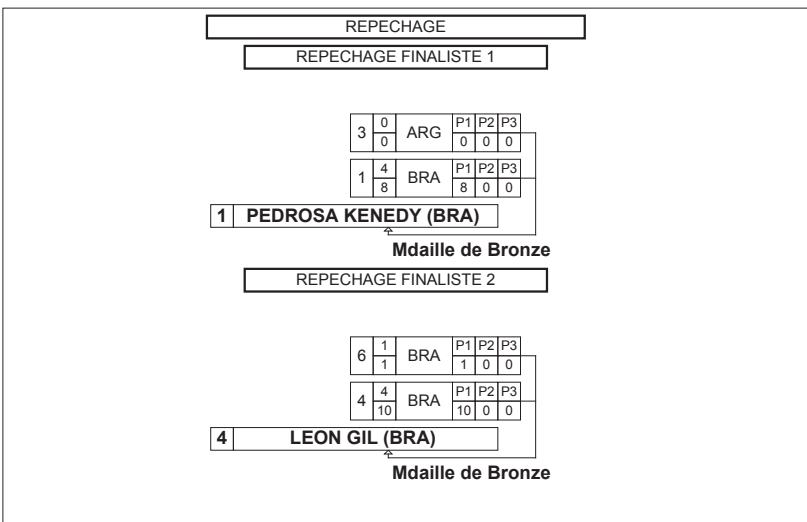 REPECHAGE
REPECHAGE FINALISTE 1
3 0 ARG P1 P2 P3
0 0 0 0
1 4 BRA P1 P2 P3
8 8 0 0
1 PEDROSA KENEDY (BRA)
Mdaille de Bronze
REPECHAGE FINALISTE 2
6 1 BRA P1 P2 P3
1 1 0 0
4 4 BRA P1 P2 P3
10 10 0 0
4 LEON GIL (BRA)
Mdaille de Bronze